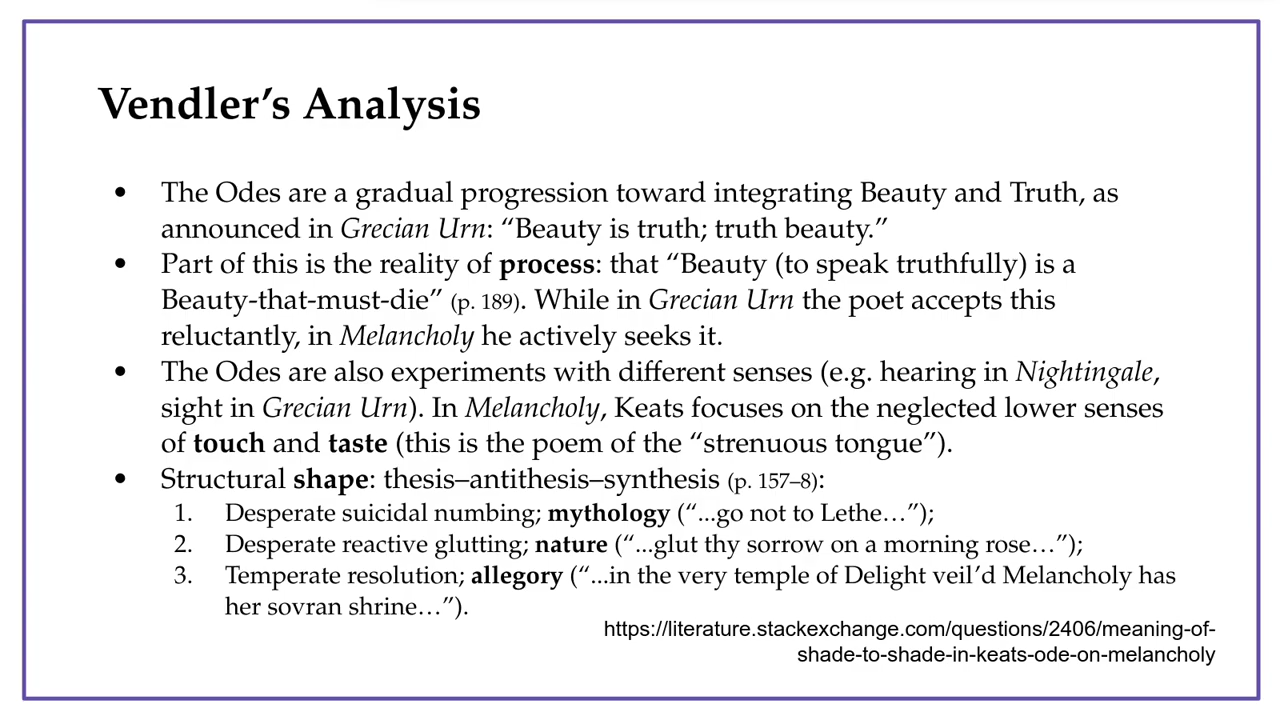 Vendler’s Analysis
• The Odes are a gradual progression toward integrating Beauty and Truth, as
announced in Grecian Urn: “Beauty is truth; truth beauty.”
• Part of this is the reality of process: that “Beauty (to speak truthfully) is a
Beauty-that-must-die” (p. 189). While in Grecian Urn the poet accepts this
reluctantly, in Melancholy he actively seeks it.
• The Odes are also experiments with different senses (e.g. hearing in Nightingale,
sight in Grecian Urn). In Melancholy, Keats focuses on the neglected lower senses
of touch and taste (this is the poem of the “strenuous tongue”).
• Structural shape: thesis–antithesis–synthesis (p. 157–8):
1. Desperate suicidal numbing; mythology (“...go not to Lethe…”);
2. Desperate reactive glutting; nature (“...glut thy sorrow on a morning rose…”);
3. Temperate resolution; allegory (“...in the very temple of Delight veil’d Melancholy has
her sovran shrine…”).
https://literature.stackexchange.com/questions/2406/meaning-of-
shade-to-shade-in-keats-ode-on-melancholy